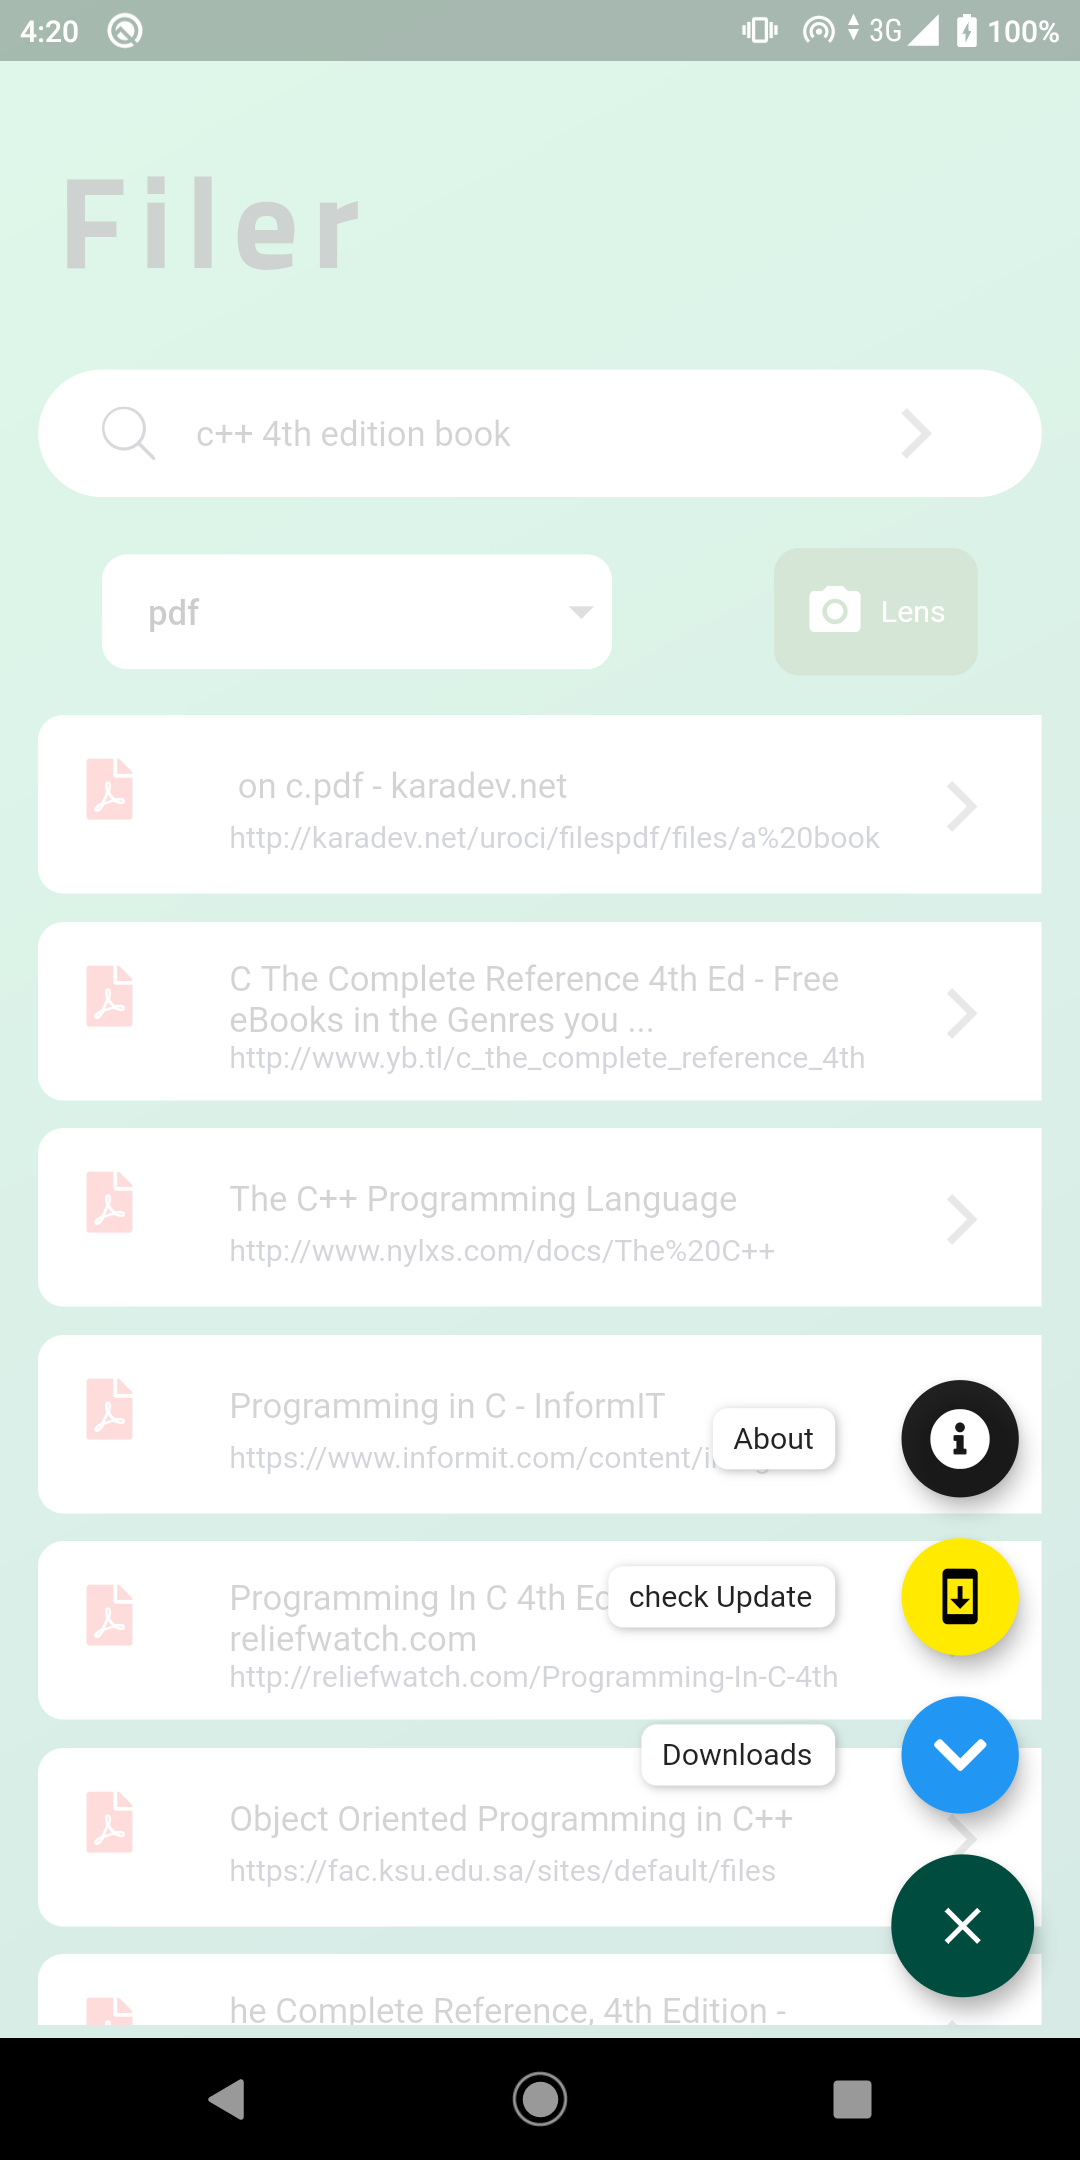 4:20
3G
100%
Filer
c++ 4th edition book
pdf
Lens
on c.pdf - karadev.net
http://karadev.net/uroci/filespdf/files/a%20book
C The Complete Reference 4th Ed - Free
eBooks in the Genres you ...
http://www.yb.tl/c_the_complete_reference_4th
The C++ Programming Language
http://www.nylxs.com/docs/The%20C++
Programming in C - InformIT
https://www.informit.com/content/
About
Programming In C 4th Ed
reliefwatch.com
check Update
http://reliefwatch.com/Programming-In-C-4th
Downloads
Object Oriented Programming in C++
https://fac.ksu.edu.sa/sites/default/files
he Complete Reference, 4th Edition -